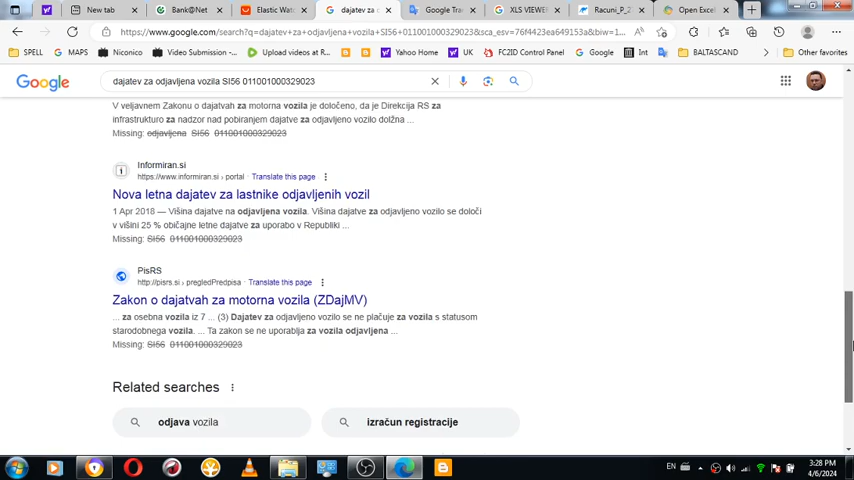 New tab
Bank@Net
Elastic Wat
dajatev za
Google Tra
XLS VIEWE
Racuni_P_2
Open Excel
https://www.google.com/search?q=dajatev+za+odjavljena+vozila+SI56+011001000329023&sca_esv=76f4423ea649153a&biw=1...
SPELL
MAPS
Niconico
Video Submission -...
Upload videos at R...
Yahoo Home
UK
FC2ID Control Panel
Google
Int
BALTASCAND
Other favorites
Google
dajatev za odjavljena vozila SI56 011001000329023
V veljavnem Zakonu o dajatvah za motorna vozila je določeno, da je Direkcija RS za
infrastrukturo za nadzor nad pobiranjem dajatve za odjavljeno vozilo dolžna ...
Missing: odjavljena SI56 011001000329023
Informiran.si
https://www.informiran.si › portal · Translate this page
Nova letna dajatev za lastnike odjavljenih vozil
1 Apr 2018 — Višina dajatve na odjavljena vozila. Višina dajatve za odjavljeno vozilo se določi
v višini 25 % običajne letne dajatve za uporabo v Republiki ...
Missing: SI56 011001000329023
PisRS
http://pisrs.si › pregledPredpisa · Translate this page
Zakon o dajatvah za motorna vozila (ZDajMV)
... za osebna vozila iz 7 ... (3) Dajatev za odjavljeno vozilo se ne plačuje za vozila s statusom
starodobnega vozila. ... Ta zakon se ne uporablja za vozila odjavljena ...
Missing: SI56 011001000329023
Related searches
odjava vozila
izračun registracije
EN
3:28 PM
4/6/2024